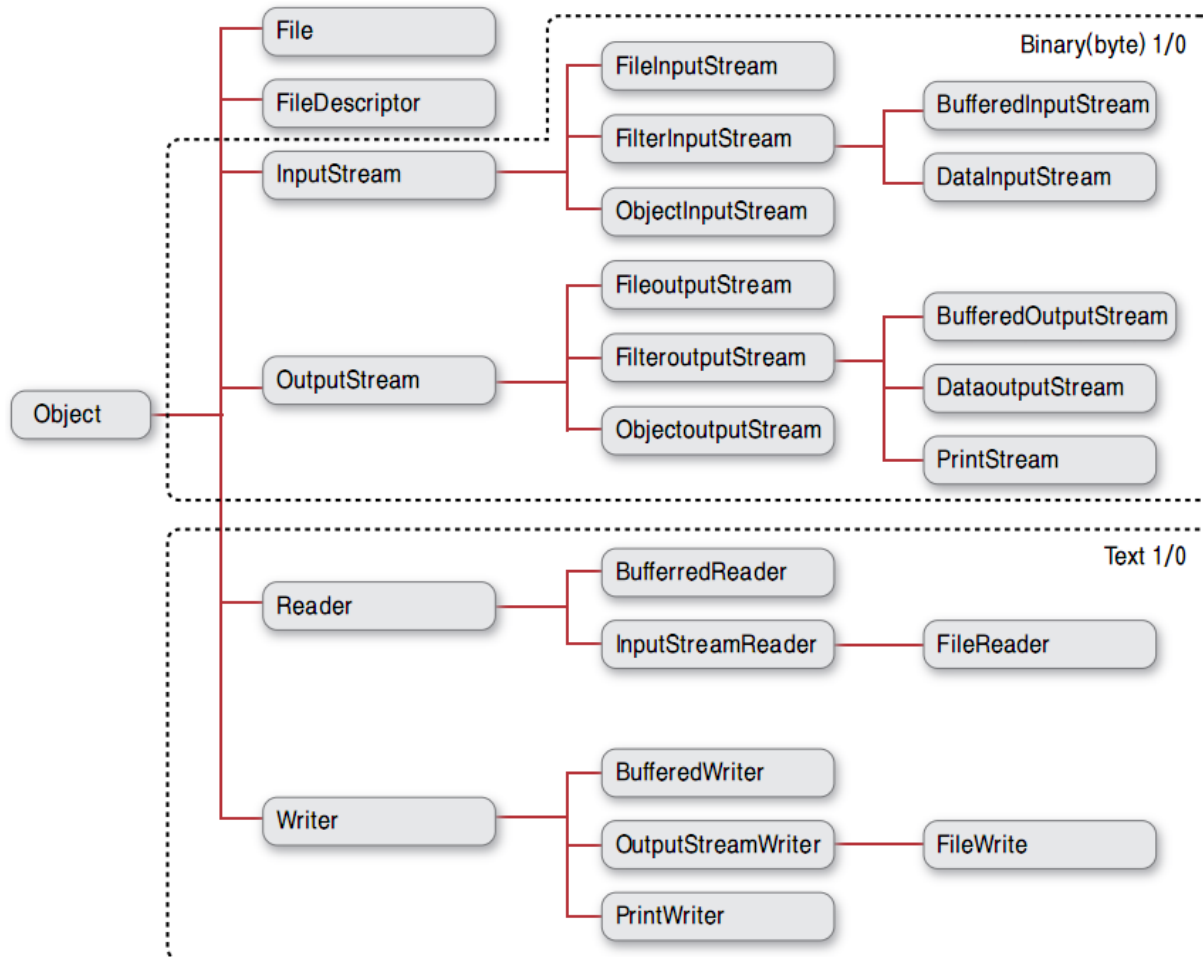 File
Binary(byte) 1/0
FileInputStream
FileDescriptor
BufferedInputStream
FilterInputStream
InputStream
DataInputStream
ObjectInputStream
FileoutputStream
BufferedOutputStream
FilteroutputStream
OutputStream
DataoutputStream
Object
ObjectoutputStream
PrintStream
Text 1/0
BufferredReader
Reader
InputStreamReader
FileReader
BufferedWriter
Writer
OutputStreamWriter
FileWrite
PrintWriter